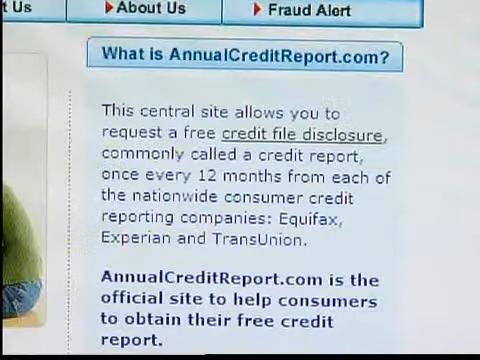 t Us
About Us
Fraud Alert
What is AnnualCreditReport.com?
This central site allows you to
request a free credit file disclosure,
commonly called a credit report,
once every 12 months from each of
the nationwide consumer credit
reporting companies: Equifax,
Experian and TransUnion.
AnnualCreditReport.com is the
official site to help consumers
to obtain their free credit
report.